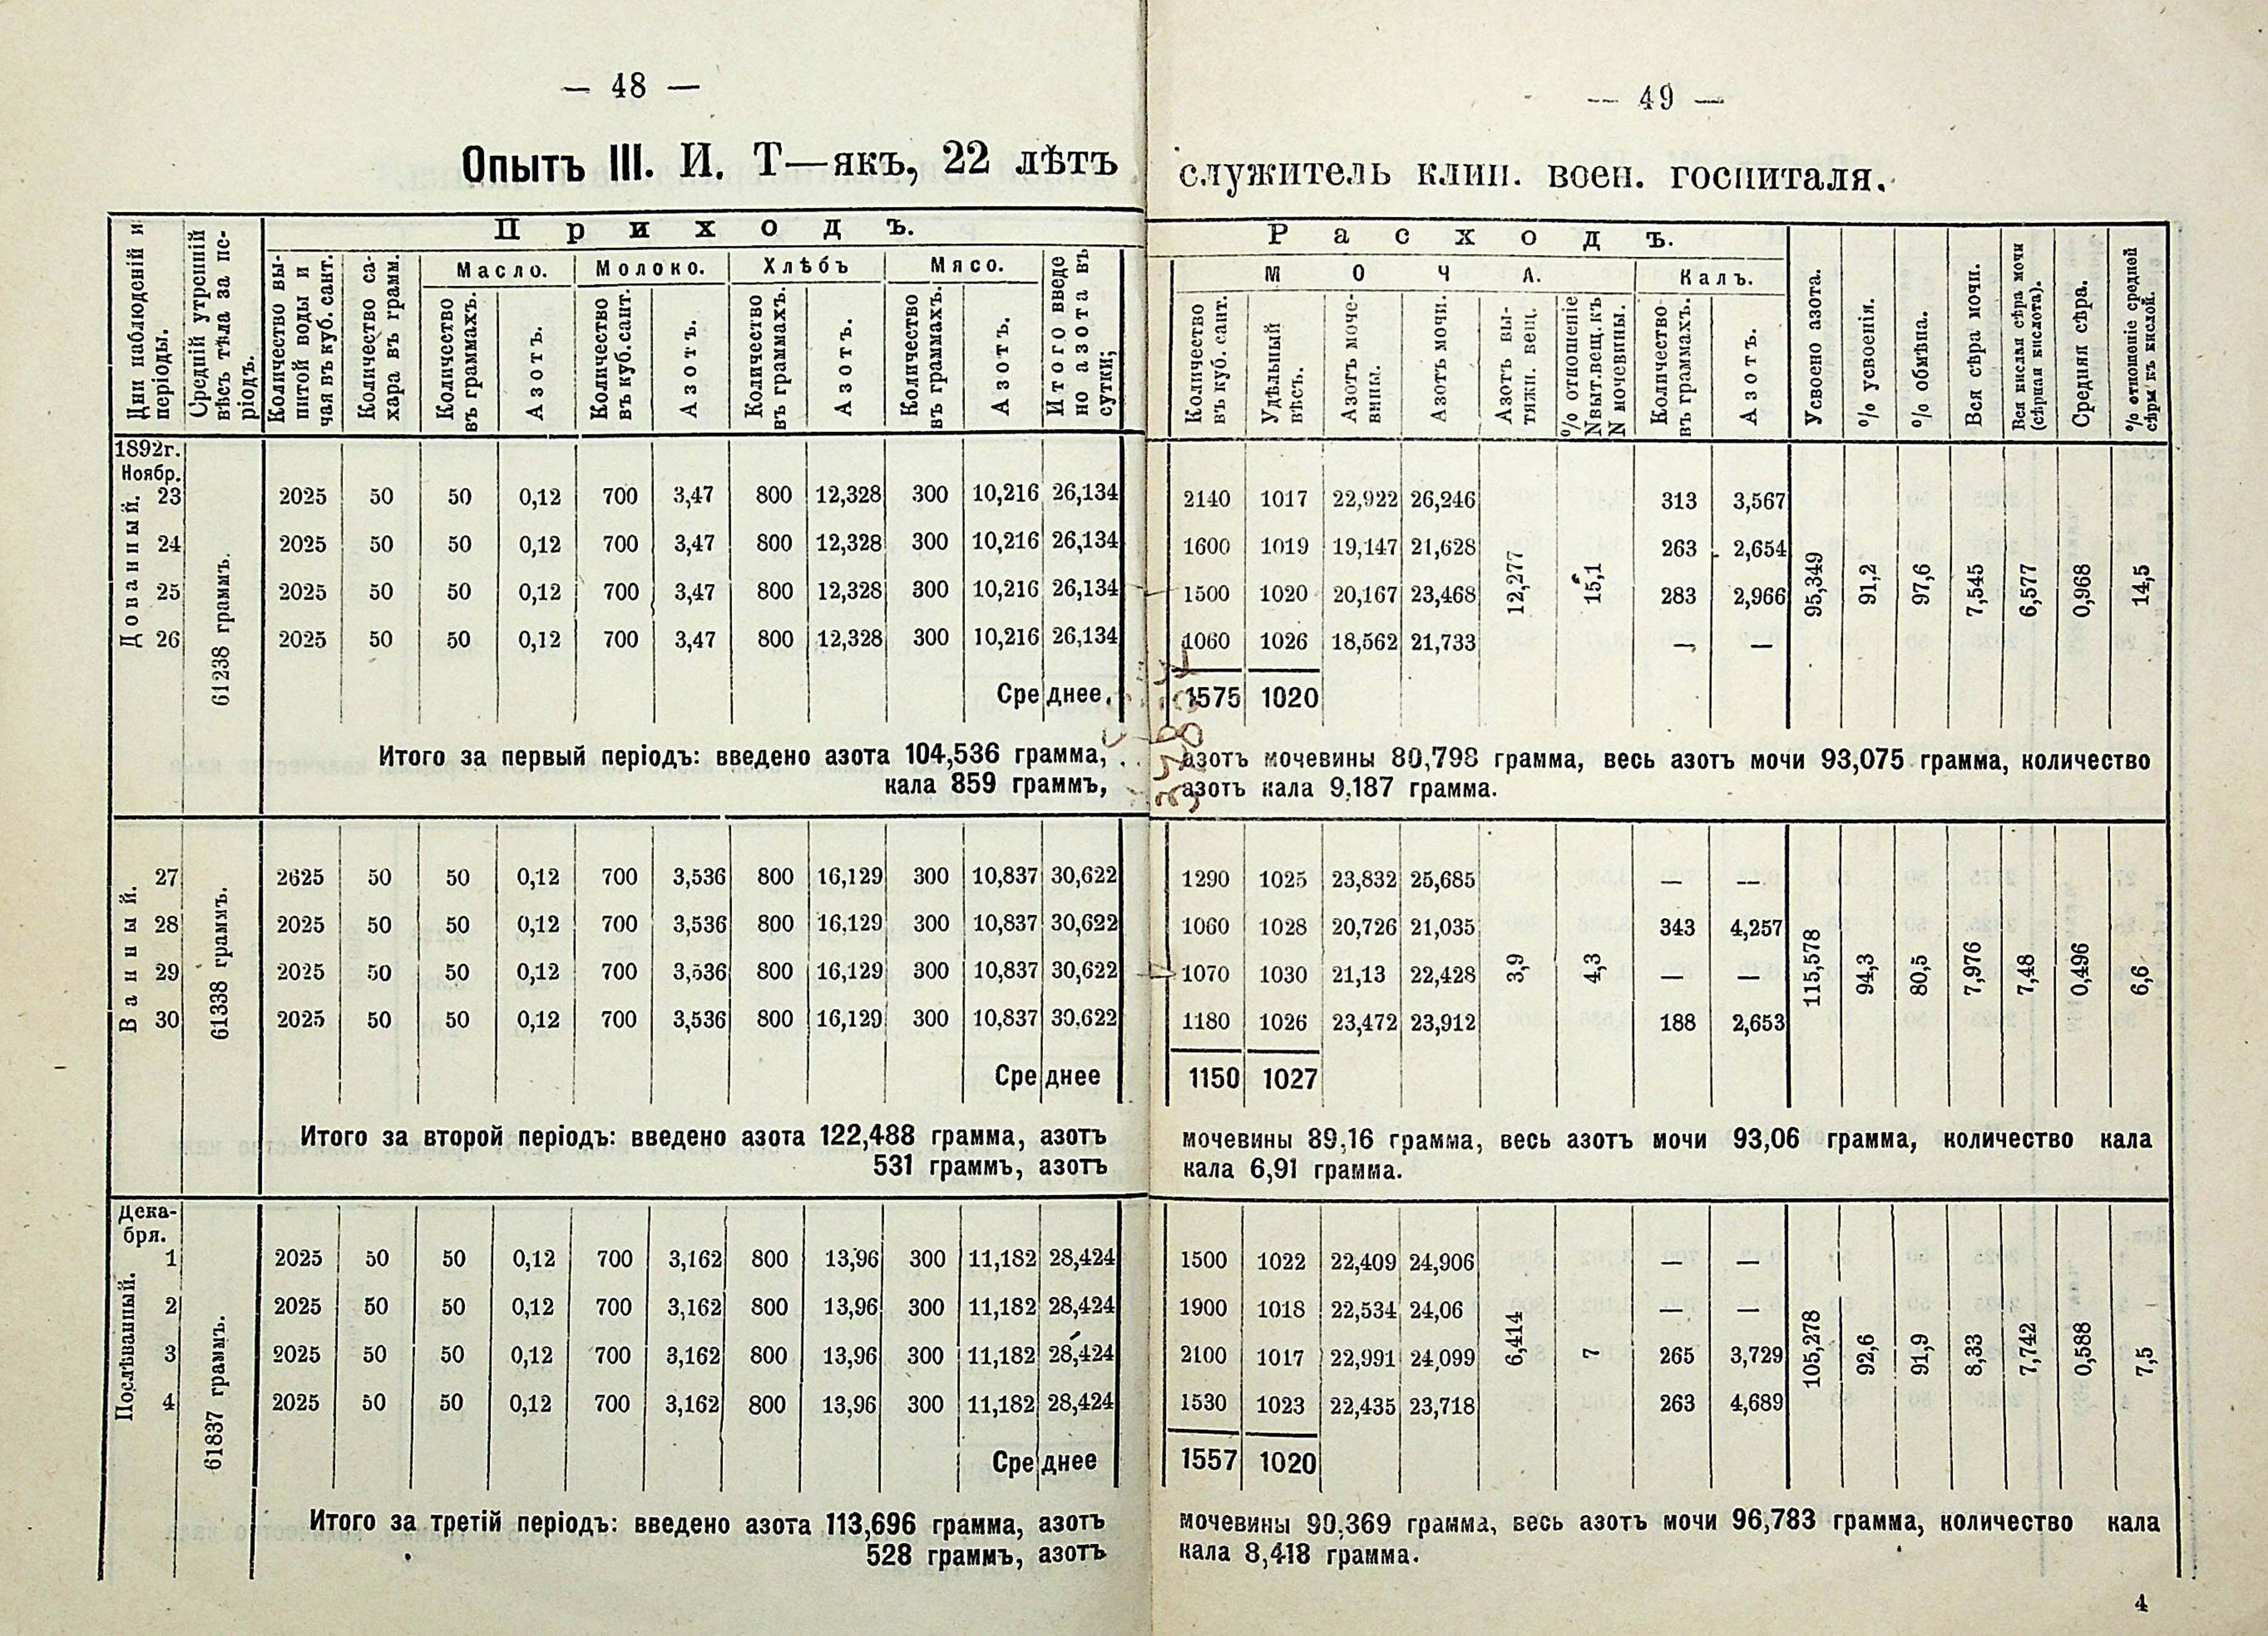 — 48 —
Опытъ III. И. Т—якъ, 22 лѣтъ
Дни наблюденій и періоды.
Средній утренній вѣсъ тѣла за періодъ.
П р и х о д ъ.
Количество выпитой воды и чая въ куб. сант.
Количество сахара въ грамм.
Масло. Молоко. Хлѣбъ Мясо.
Количество въ граммахъ. Азотъ. Количество въ куб. сант. Азотъ. Количество въ граммахъ. Азотъ. Количество въ граммахъ. Азотъ.
Итого введено азота въ сутки;
1892г.
Ноябр.
Дованный.
61238 граммъ.
23 2025 50 50 0,12 700 3,47 800 12,328 300 10,216 26,134
24 2025 50 50 0,12 700 3,47 800 12,328 300 10,216 26,134
25 2025 50 50 0,12 700 3,47 800 12,328 300 10,216 26,134
26 2025 50 50 0,12 700 3,47 800 12,328 300 10,216 26,134
Среднее.
Итого за первый періодъ: введено азота 104,536 грамма,
кала 859 граммъ,
Ванный.
61338 граммъ.
27 2625 50 50 0,12 700 3,536 800 16,129 300 10,837 30,622
28 2025 50 50 0,12 700 3,536 800 16,129 300 10,837 30,622
29 2025 50 50 0,12 700 3,536 800 16,129 300 10,837 30,622
30 2025 50 50 0,12 700 3,536 800 16,129 300 10,837 30.622
Среднее
Итого за второй періодъ: введено азота 122,488 грамма, азотъ
531 граммъ, азотъ
Дека-
бря.
Послѣванный.
61837 граммъ.
1 2025 50 50 0,12 700 3,162 800 13,96 300 11,182 28,424
2 2025 50 50 0,12 700 3,162 800 13,96 300 11,182 28,424
3 2025 50 50 0,12 700 3,162 800 13,96 300 11,182 28,424
4 2025 50 50 0,12 700 3,162 800 13,96 300 11,182 28,424
Среднее
Итого за третій періодъ: введено азота 113,696 грамма, азотъ
528 граммъ, азотъ
— 49 —
служитель клин. воен. госпиталя.
Р а с х о д ъ.
М О Ч А. Калъ.
Количество въ куб. сант.
Удѣльный вѣсъ.
Азотъ мочевины.
Азотъ мочи.
Азотъ вытяжн. вещ.
% отношеніе N выт. вещ. къ N мочевины.
Количество въ граммахъ.
Азотъ.
Усвоено азота.
% усвоенія.
% обмѣна.
Вся сѣра мочи.
Вся кислая сѣра мочи (сѣрная кислота).
Средняя сѣра.
% отношеніе средней сѣры къ кислой.
2140 1017 22,922 26,246 313 3,567
1600 1019 19,147 21,628 263 2,654
1500 1020 20,167 23,468 283 2,966
1060 1026 18,562 21,733 — —
12,277 15,1 95,349 91,2 97,6 7,545 6,577 0,968 14,5
1575 1020
азотъ мочевины 80,798 грамма, весь азотъ мочи 93,075 грамма, количество
азотъ кала 9,187 грамма.
1290 1025 23,832 25,685 — —
1060 1028 20,726 21,035 343 4,257
1070 1030 21,13 22,428 — —
1180 1026 23,472 23,912 188 2,653
3,9 4,3 115,578 94,3 80,5 7,976 7,48 0,496 6,6
1150 1027
мочевины 89,16 грамма, весь азотъ мочи 93,06 грамма, количество кала
кала 6,91 грамма.
1500 1022 22,409 24,906 — —
1900 1018 22,534 24,06 — —
2100 1017 22,991 24,099 265 3,729
1530 1023 22,435 23,718 263 4,689
6,414 7 105,278 92,6 91,9 8,33 7,742 0,588 7,5
1557 1020
мочевины 90,369 грамма, весь азотъ мочи 96,783 грамма, количество кала
кала 8,418 грамма.
4